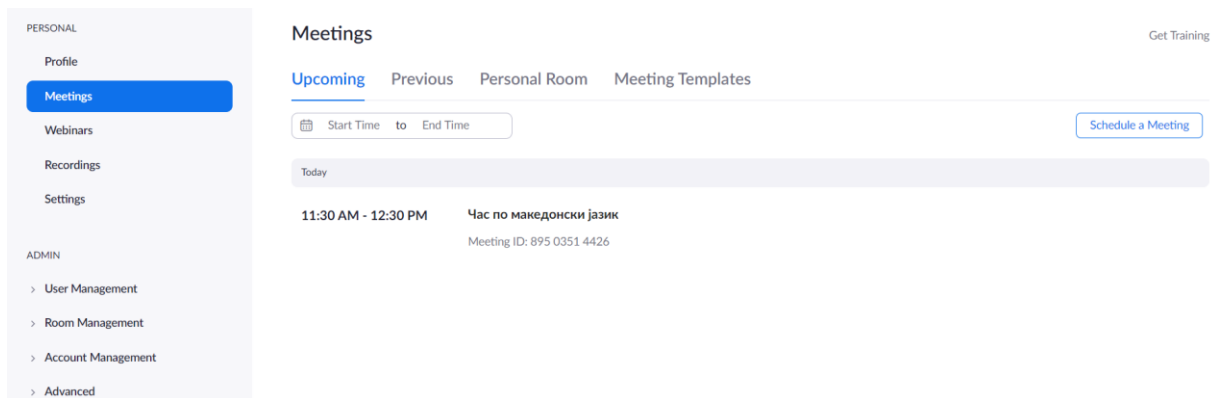 PERSONAL
Profile
Meetings
Webinars
Recordings
Settings
ADMIN
> User Management
> Room Management
> Account Management
> Advanced
Meetings
Get Training
Upcoming Previous Personal Room Meeting Templates
Start Time to End Time
Schedule a Meeting
Today
11:30 AM - 12:30 PM Час по македонски јазик
Meeting ID: 895 0351 4426